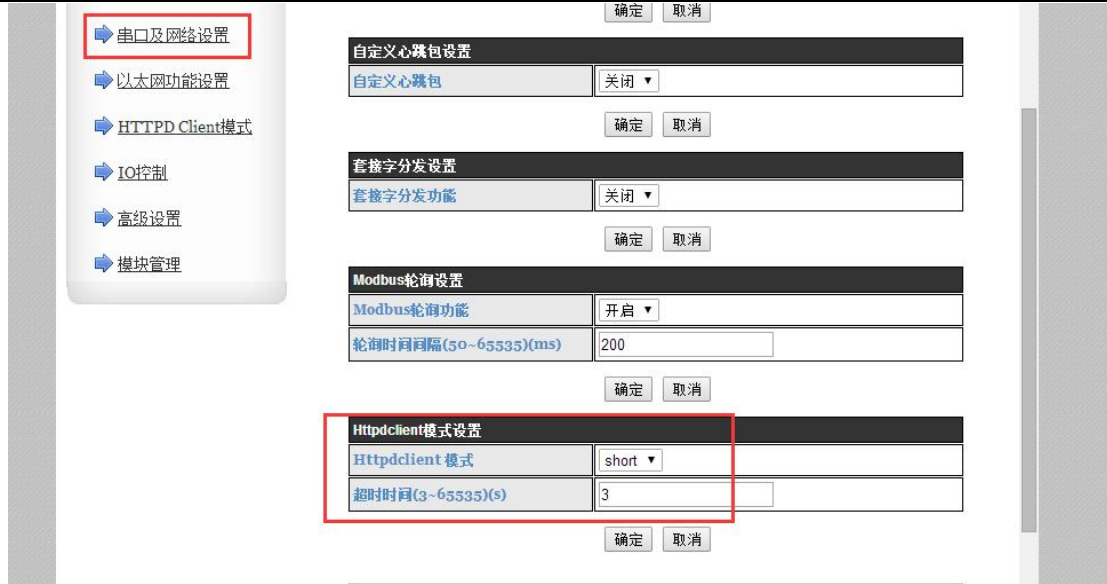 串口及网络设置
以太网功能设置
HTTPD Client模式
IO控制
高级设置
模块管理
确定 取消
自定义心跳包设置
自定义心跳包 关闭
确定 取消
套接字分发设置
套接字分发功能 关闭
确定 取消
Modbus轮询设置
Modbus轮询功能 开启
轮询时间间隔(50~65535)(ms) 200
确定 取消
Httpdclient模式设置
Httpdclient 模式 short
超时时间(3~65535)(s) 3
确定 取消